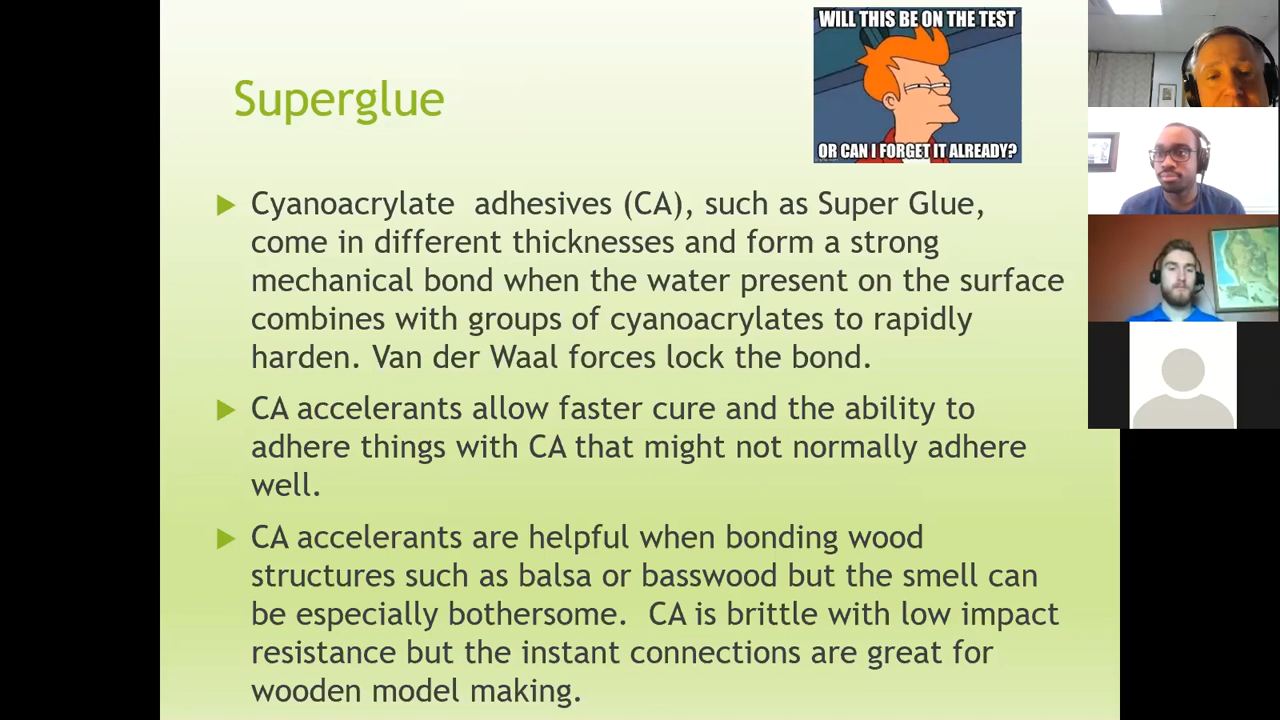 WILL THIS BE ON THE TEST
OR CAN I FORGET IT ALREADY?
Superglue
Cyanoacrylate  adhesives (CA), such as Super Glue,
come in different thicknesses and form a strong
mechanical bond when the water present on the surface
combines with groups of cyanoacrylates to rapidly
harden. Van der Waal forces lock the bond.
CA accelerants allow faster cure and the ability to
adhere things with CA that might not normally adhere
well.
CA accelerants are helpful when bonding wood
structures such as balsa or basswood but the smell can
be especially bothersome.  CA is brittle with low impact
resistance but the instant connections are great for
wooden model making.